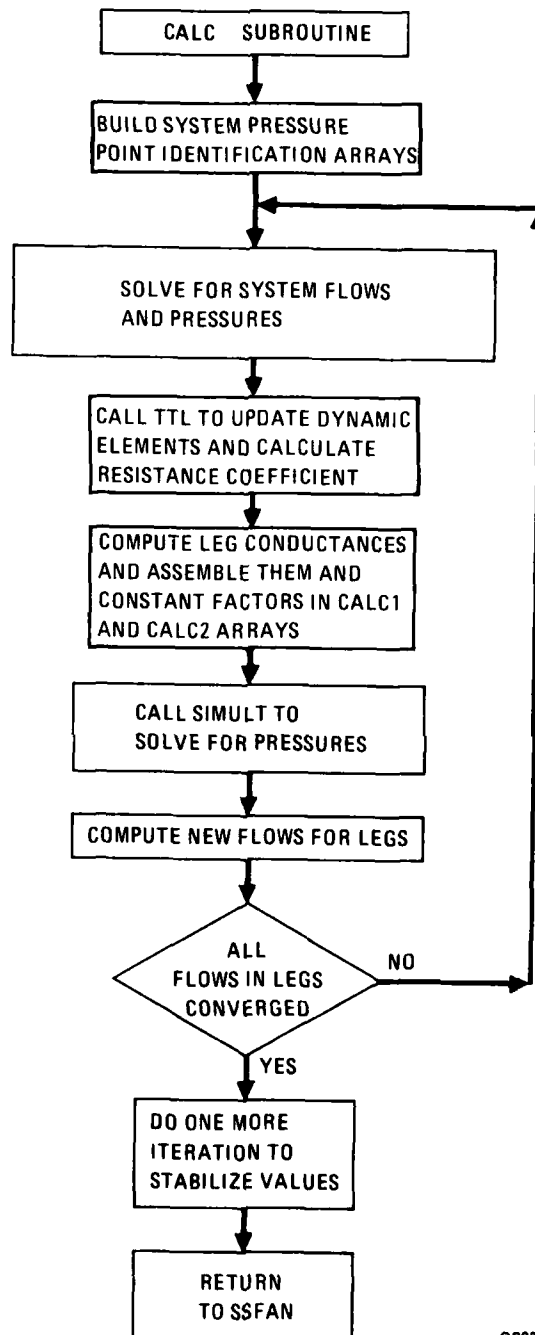 CALC SUBROUTINE
BUILD SYSTEM PRESSURE
POINT IDENTIFICATION ARRAYS
SOLVE FOR SYSTEM FLOWS
AND PRESSURES
CALL TTL TO UPDATE DYNAMIC
ELEMENTS AND CALCULATE
RESISTANCE COEFFICIENT
COMPUTE LEG CONDUCTANCES
AND ASSEMBLE THEM AND
CONSTANT FACTORS IN CALC1
AND CALC2 ARRAYS
CALL SIMULT TO
SOLVE FOR PRESSURES
COMPUTE NEW FLOWS FOR LEGS
ALL
FLOWS IN LEGS
CONVERGED
NO
YES
DO ONE MORE
ITERATION TO
STABILIZE VALUES
RETURN
TO SSFAN